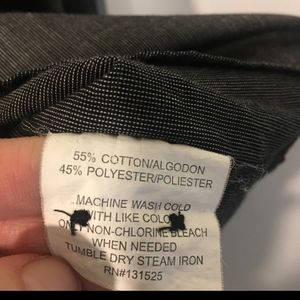 55% COTTON/ALGODON
45% POLYESTER/POLIESTER
MACHINE WASH COLD
WITH LIKE COLO
ONLY NON-CHLORINE BLEACH
WHEN NEEDED
TUMBLE DRY STEAM IRON
RN#131525